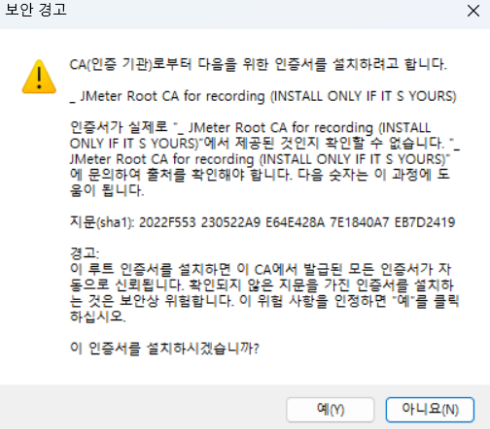 보안 경고
CA(인증 기관)로부터 다음을 위한 인증서를 설치하려고 합니다.
_ JMeter Root CA for recording (INSTALL ONLY IF IT S YOURS)
인증서가 실제로 "_ JMeter Root CA for recording (INSTALL
ONLY IF IT S YOURS)"에서 제공된 것인지 확인할 수 없습니다. "_
JMeter Root CA for recording (INSTALL ONLY IF IT S YOURS)"
에 문의하여 출처를 확인해야 합니다. 다음 숫자는 이 과정에 도
움이 됩니다.
지문(sha1): 2022F553 230522A9 E64E428A 7E1840A7 EB7D2419
경고:
이 루트 인증서를 설치하면 이 CA에서 발급된 모든 인증서가 자
동으로 신뢰됩니다. 확인되지 않은 지문을 가진 인증서를 설치하
는 것은 보안상 위험합니다. 이 위험 사항을 인정하면 "예"를 클릭
하십시오.
이 인증서를 설치하시겠습니까?
예(Y)
아니요(N)